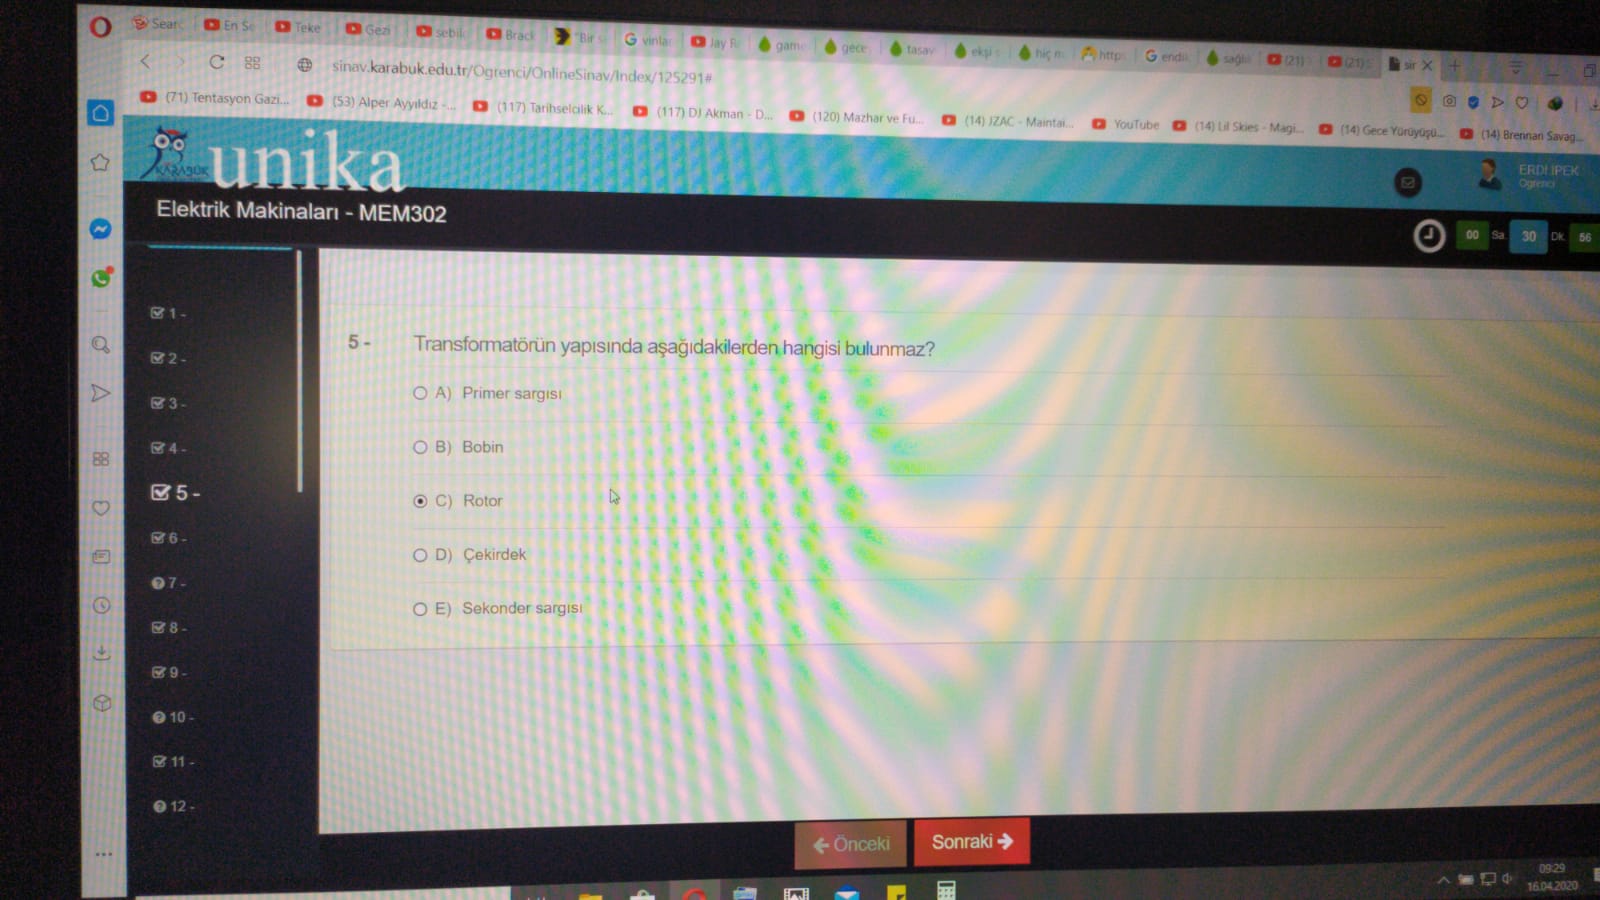 Searc
En Se
Teke
Gezi
sebil
Brack
"Bir s
vinla
Jay R
game
gece
tasav
ekşi s
hiç m
https
endi
sağlı
(21)
(21) S
sir
sinav.karabuk.edu.tr/Ogrenci/OnlineSinav/Index/125291#
(71) Tentasyon Gazi...
(53) Alper Ayyıldız -...
(117) Tarihselcilik K...
(117) DJ Akman - D...
(120) Mazhar ve Fu...
(14) JZAC - Maintai...
YouTube
(14) Lil Skies - Magi...
(14) Gece Yürüyüşü...
(14) Brennan Savag...
KARABÜK
unika
ERDİ İPEK
Öğrenci
Elektrik Makinaları - MEM302
00 Sa. 30 Dk. 56
1 -
2 -
3 -
4 -
5 -
6 -
7 -
8 -
9 -
10 -
11 -
12 -
5 - Transformatörün yapısında aşağıdakilerden hangisi bulunmaz?
A) Primer sargısı
B) Bobin
C) Rotor
D) Çekirdek
E) Sekonder sargısı
Önceki
Sonraki
09:29
16.04.2020